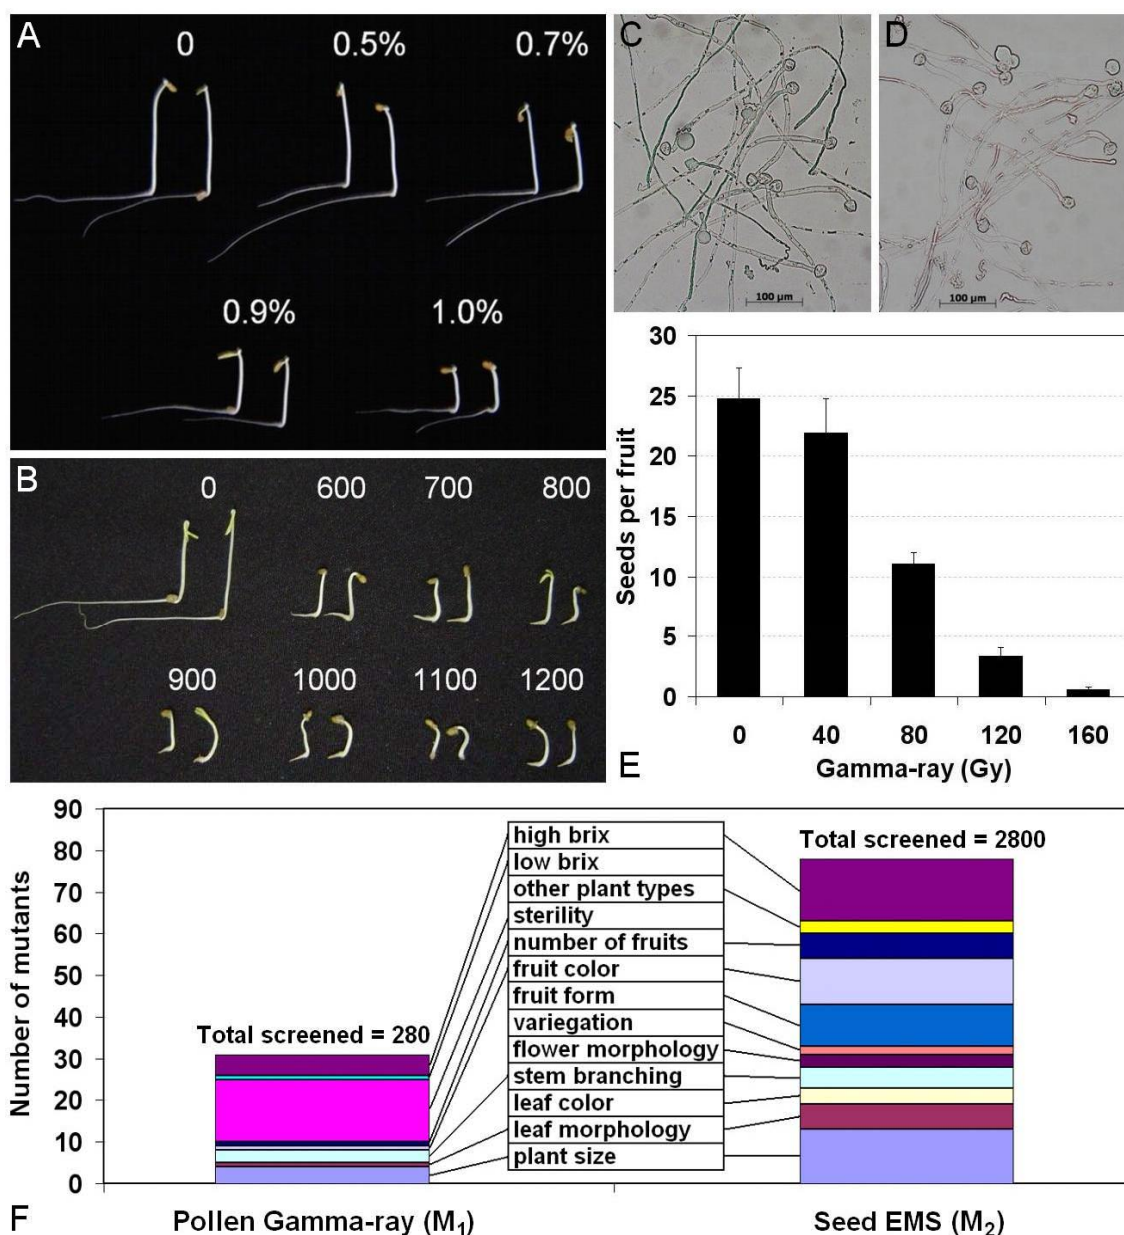 A
0 0.5% 0.7%
0.9% 1.0%
B
0 600 700 800
900 1000 1100 1200
C
100 µm
D
100 µm
30
25
20
15
10
5
0
Seeds per fruit
0 40 80 120 160
E
Gamma-ray (Gy)
90
80
70
60
50
40
30
20
10
0
Number of mutants
Total screened = 280
high brix
low brix
other plant types
sterility
number of fruits
fruit color
fruit form
variegation
flower morphology
stem branching
leaf color
leaf morphology
plant size
Total screened = 2800
F
Pollen Gamma-ray (M₁)
Seed EMS (M₂)